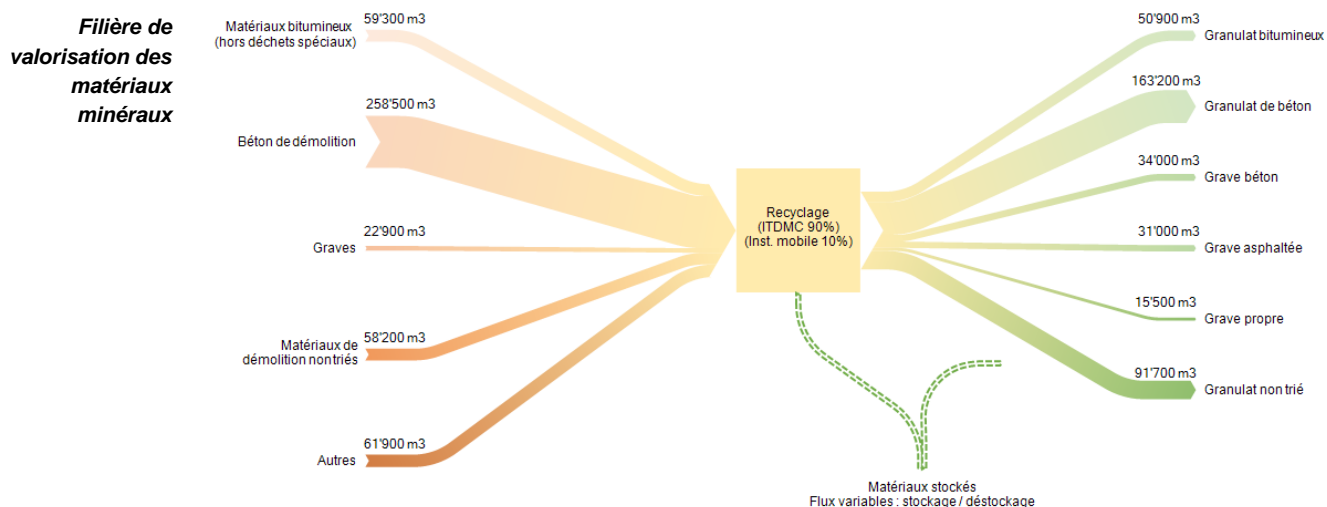 Filière de
valorisation des
matériaux
minéraux
59'300 m3
Matériaux bitumineux
(hors déchets spéciaux)
258'500 m3
Béton de démolition
22'900 m3
Graves
58'200 m3
Matériaux de
démolition non triés
61'900 m3
Autres
Recyclage
(ITDMC 90%)
(Inst. mobile 10%)
50'900 m3
Granulat bitumineux
163'200 m3
Granulat de béton
34'000 m3
Grave béton
31'000 m3
Grave asphaltée
15'500 m3
Grave propre
91'700 m3
Granulat non trié
Matériaux stockés
Flux variables : stockage / déstockage